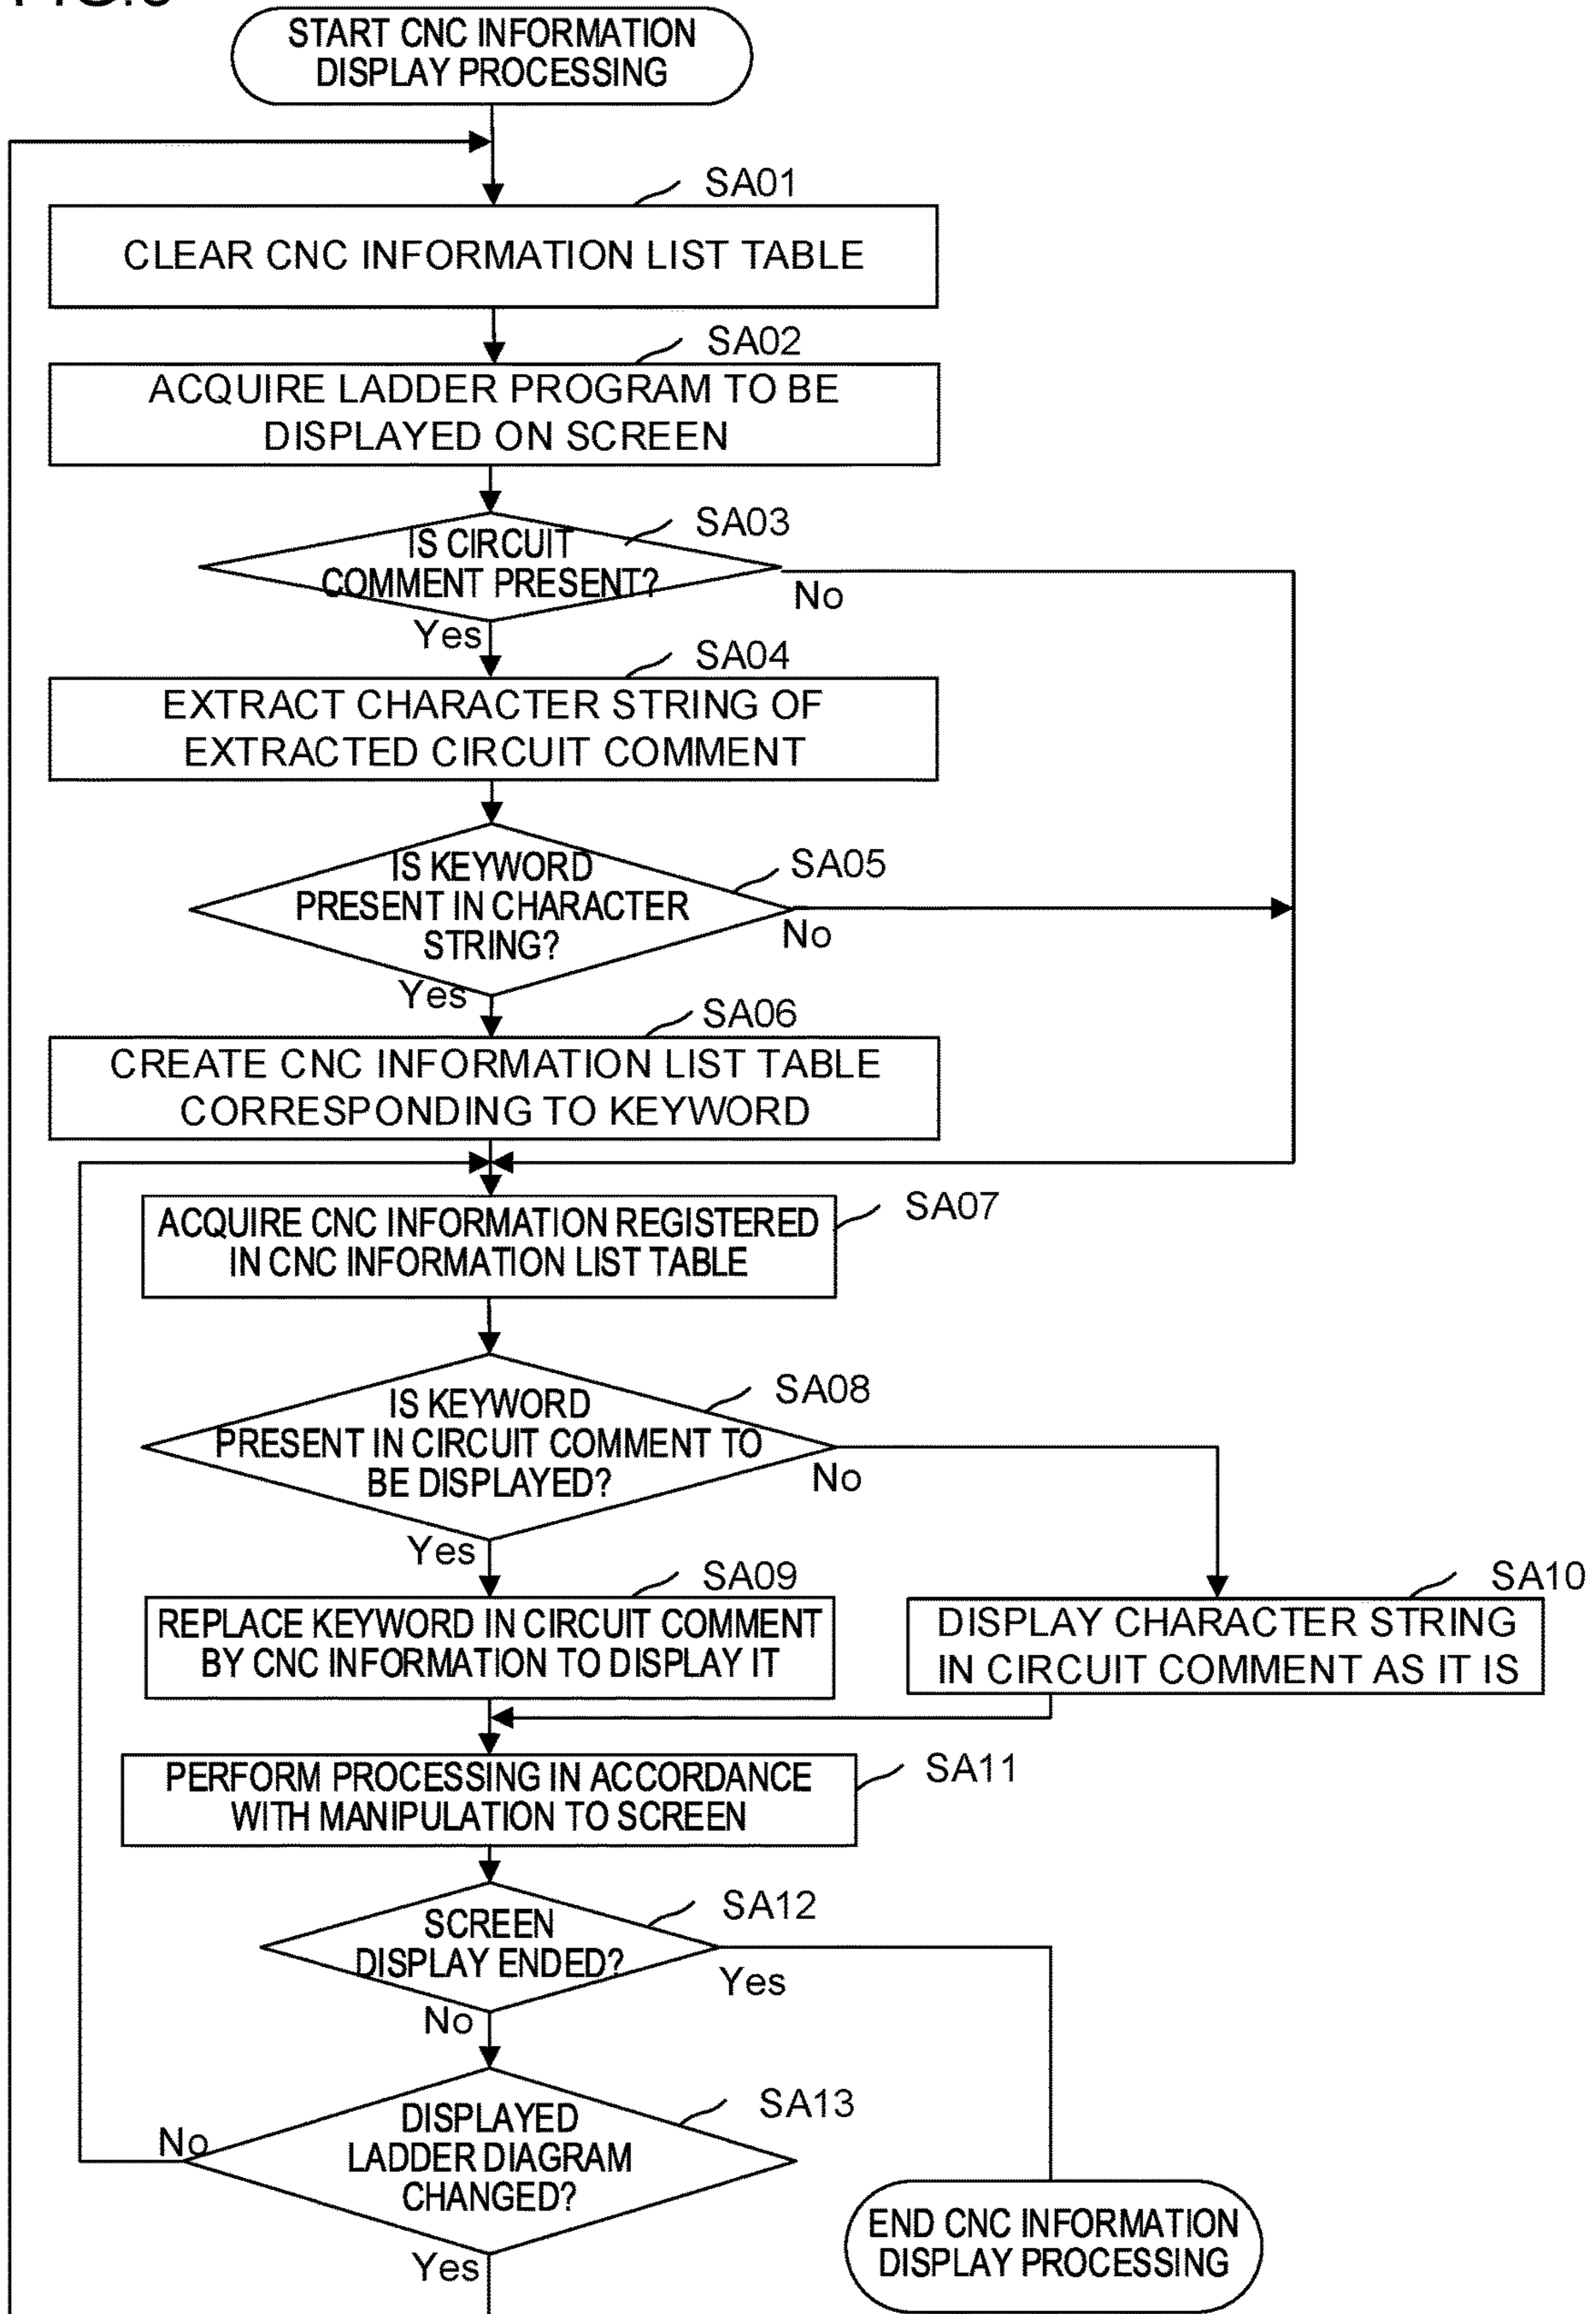 START CNC INFORMATION
DISPLAY PROCESSING
SA01
CLEAR CNC INFORMATION LIST TABLE
SA02
ACQUIRE LADDER PROGRAM TO BE
DISPLAYED ON SCREEN
SA03
IS CIRCUIT
COMMENT PRESENT?
No
Yes
SA04
EXTRACT CHARACTER STRING OF
EXTRACTED CIRCUIT COMMENT
SA05
IS KEYWORD
PRESENT IN CHARACTER
STRING?
No
Yes
SA06
CREATE CNC INFORMATION LIST TABLE
CORRESPONDING TO KEYWORD
SA07
ACQUIRE CNC INFORMATION REGISTERED
IN CNC INFORMATION LIST TABLE
SA08
IS KEYWORD
PRESENT IN CIRCUIT COMMENT TO
BE DISPLAYED?
No
Yes
SA09
REPLACE KEYWORD IN CIRCUIT COMMENT
BY CNC INFORMATION TO DISPLAY IT
SA10
DISPLAY CHARACTER STRING
IN CIRCUIT COMMENT AS IT IS
SA11
PERFORM PROCESSING IN ACCORDANCE
WITH MANIPULATION TO SCREEN
SA12
SCREEN
DISPLAY ENDED?
Yes
No
SA13
DISPLAYED
LADDER DIAGRAM
CHANGED?
No
Yes
END CNC INFORMATION
DISPLAY PROCESSING